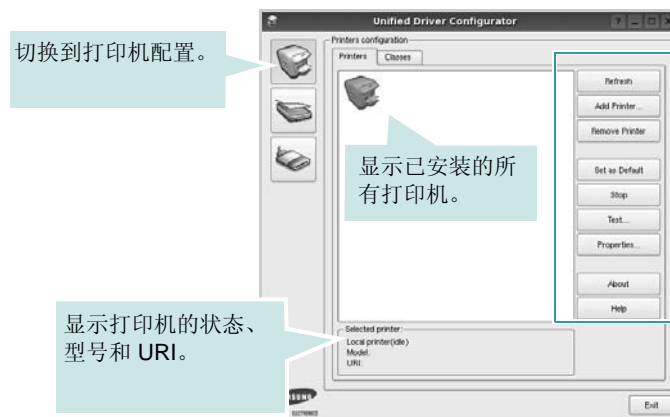 Unified Driver Configurator
切换到打印机配置。
Printers configuration
Printers
Classes
Refresh
Add Printer...
Remove Printer
显示已安装的所
有打印机。
Set as Default
Stop
Test...
Properties...
About
Help
显示打印机的状态、
型号和 URI。
Selected printer:
Local printer(idle)
Model:
URI:
ELECTRONICS
Exit